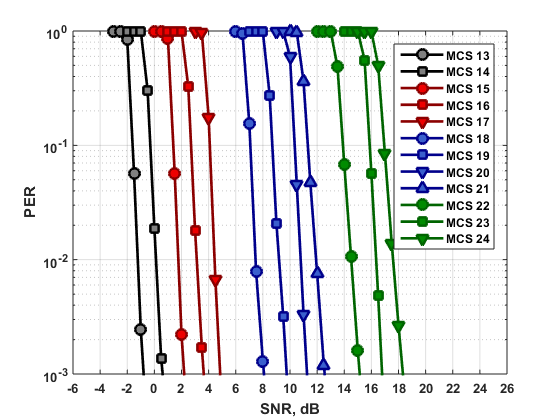 10^0
10^-1
10^-2
10^-3
PER
-6 -4 -2 0 2 4 6 8 10 12 14 16 18 20 22 24 26
SNR, dB
MCS 13
MCS 14
MCS 15
MCS 16
MCS 17
MCS 18
MCS 19
MCS 20
MCS 21
MCS 22
MCS 23
MCS 24